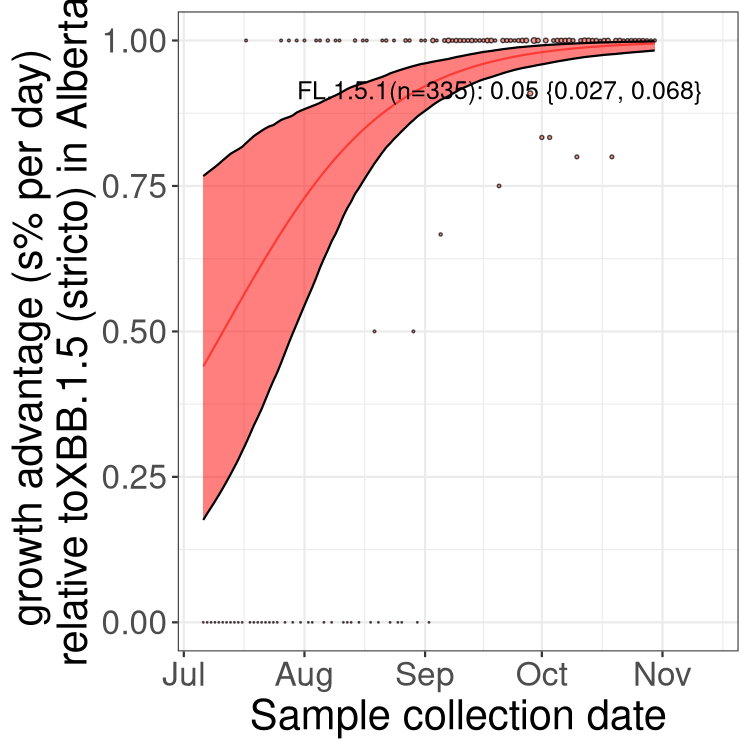 growth advantage (s% per day)
relative toXBB.1.5 (stricto) in Alberta
1.00
0.75
0.50
0.25
0.00
FL.1.5.1(n=335): 0.05 {0.027, 0.068}
Jul Aug Sep Oct Nov
Sample collection date